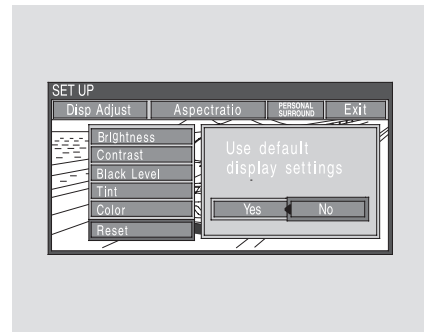 SET UP
Disp Adjust Aspectratio PERSONAL SURROUND Exit
Brightness
Contrast
Black Level
Tint
Color
Reset
Use default
display settings
Yes No